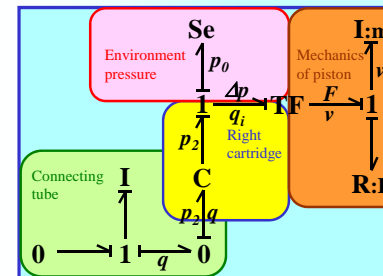 Se
I:m
Environment
pressure
p0
Mechanics
of piston
v
1
Δp
TF
F
1
qi
v
p2
Right
cartridge
Connecting
tube
I
C
R:
p2 q
0
1
q
0